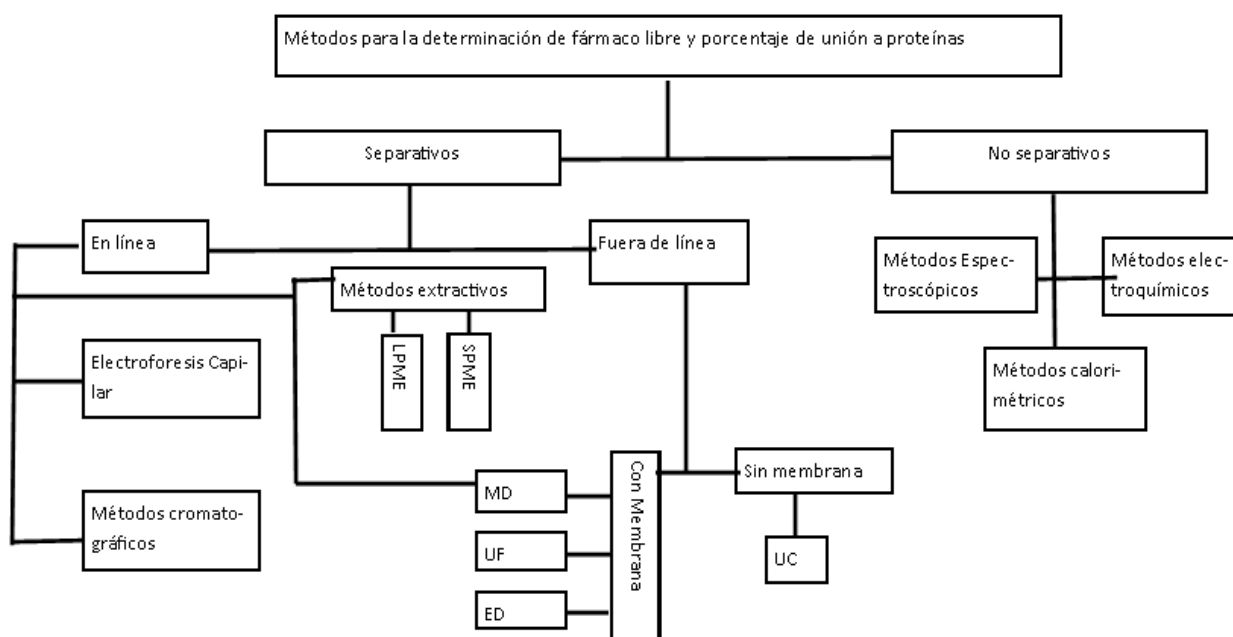 Métodos para la determinación de fármaco libre y porcentaje de unión a proteínas
Separativos
No separativos
En línea
Fuera de línea
Métodos Espec-
troscópicos
Métodos elec-
troquímicos
Métodos extractivos
LPME
SPME
Electroforesis Capi-
lar
Métodos calori-
métricos
Con Membrana
Sin membrana
MD
Métodos cromato-
gráficos
UF
UC
ED